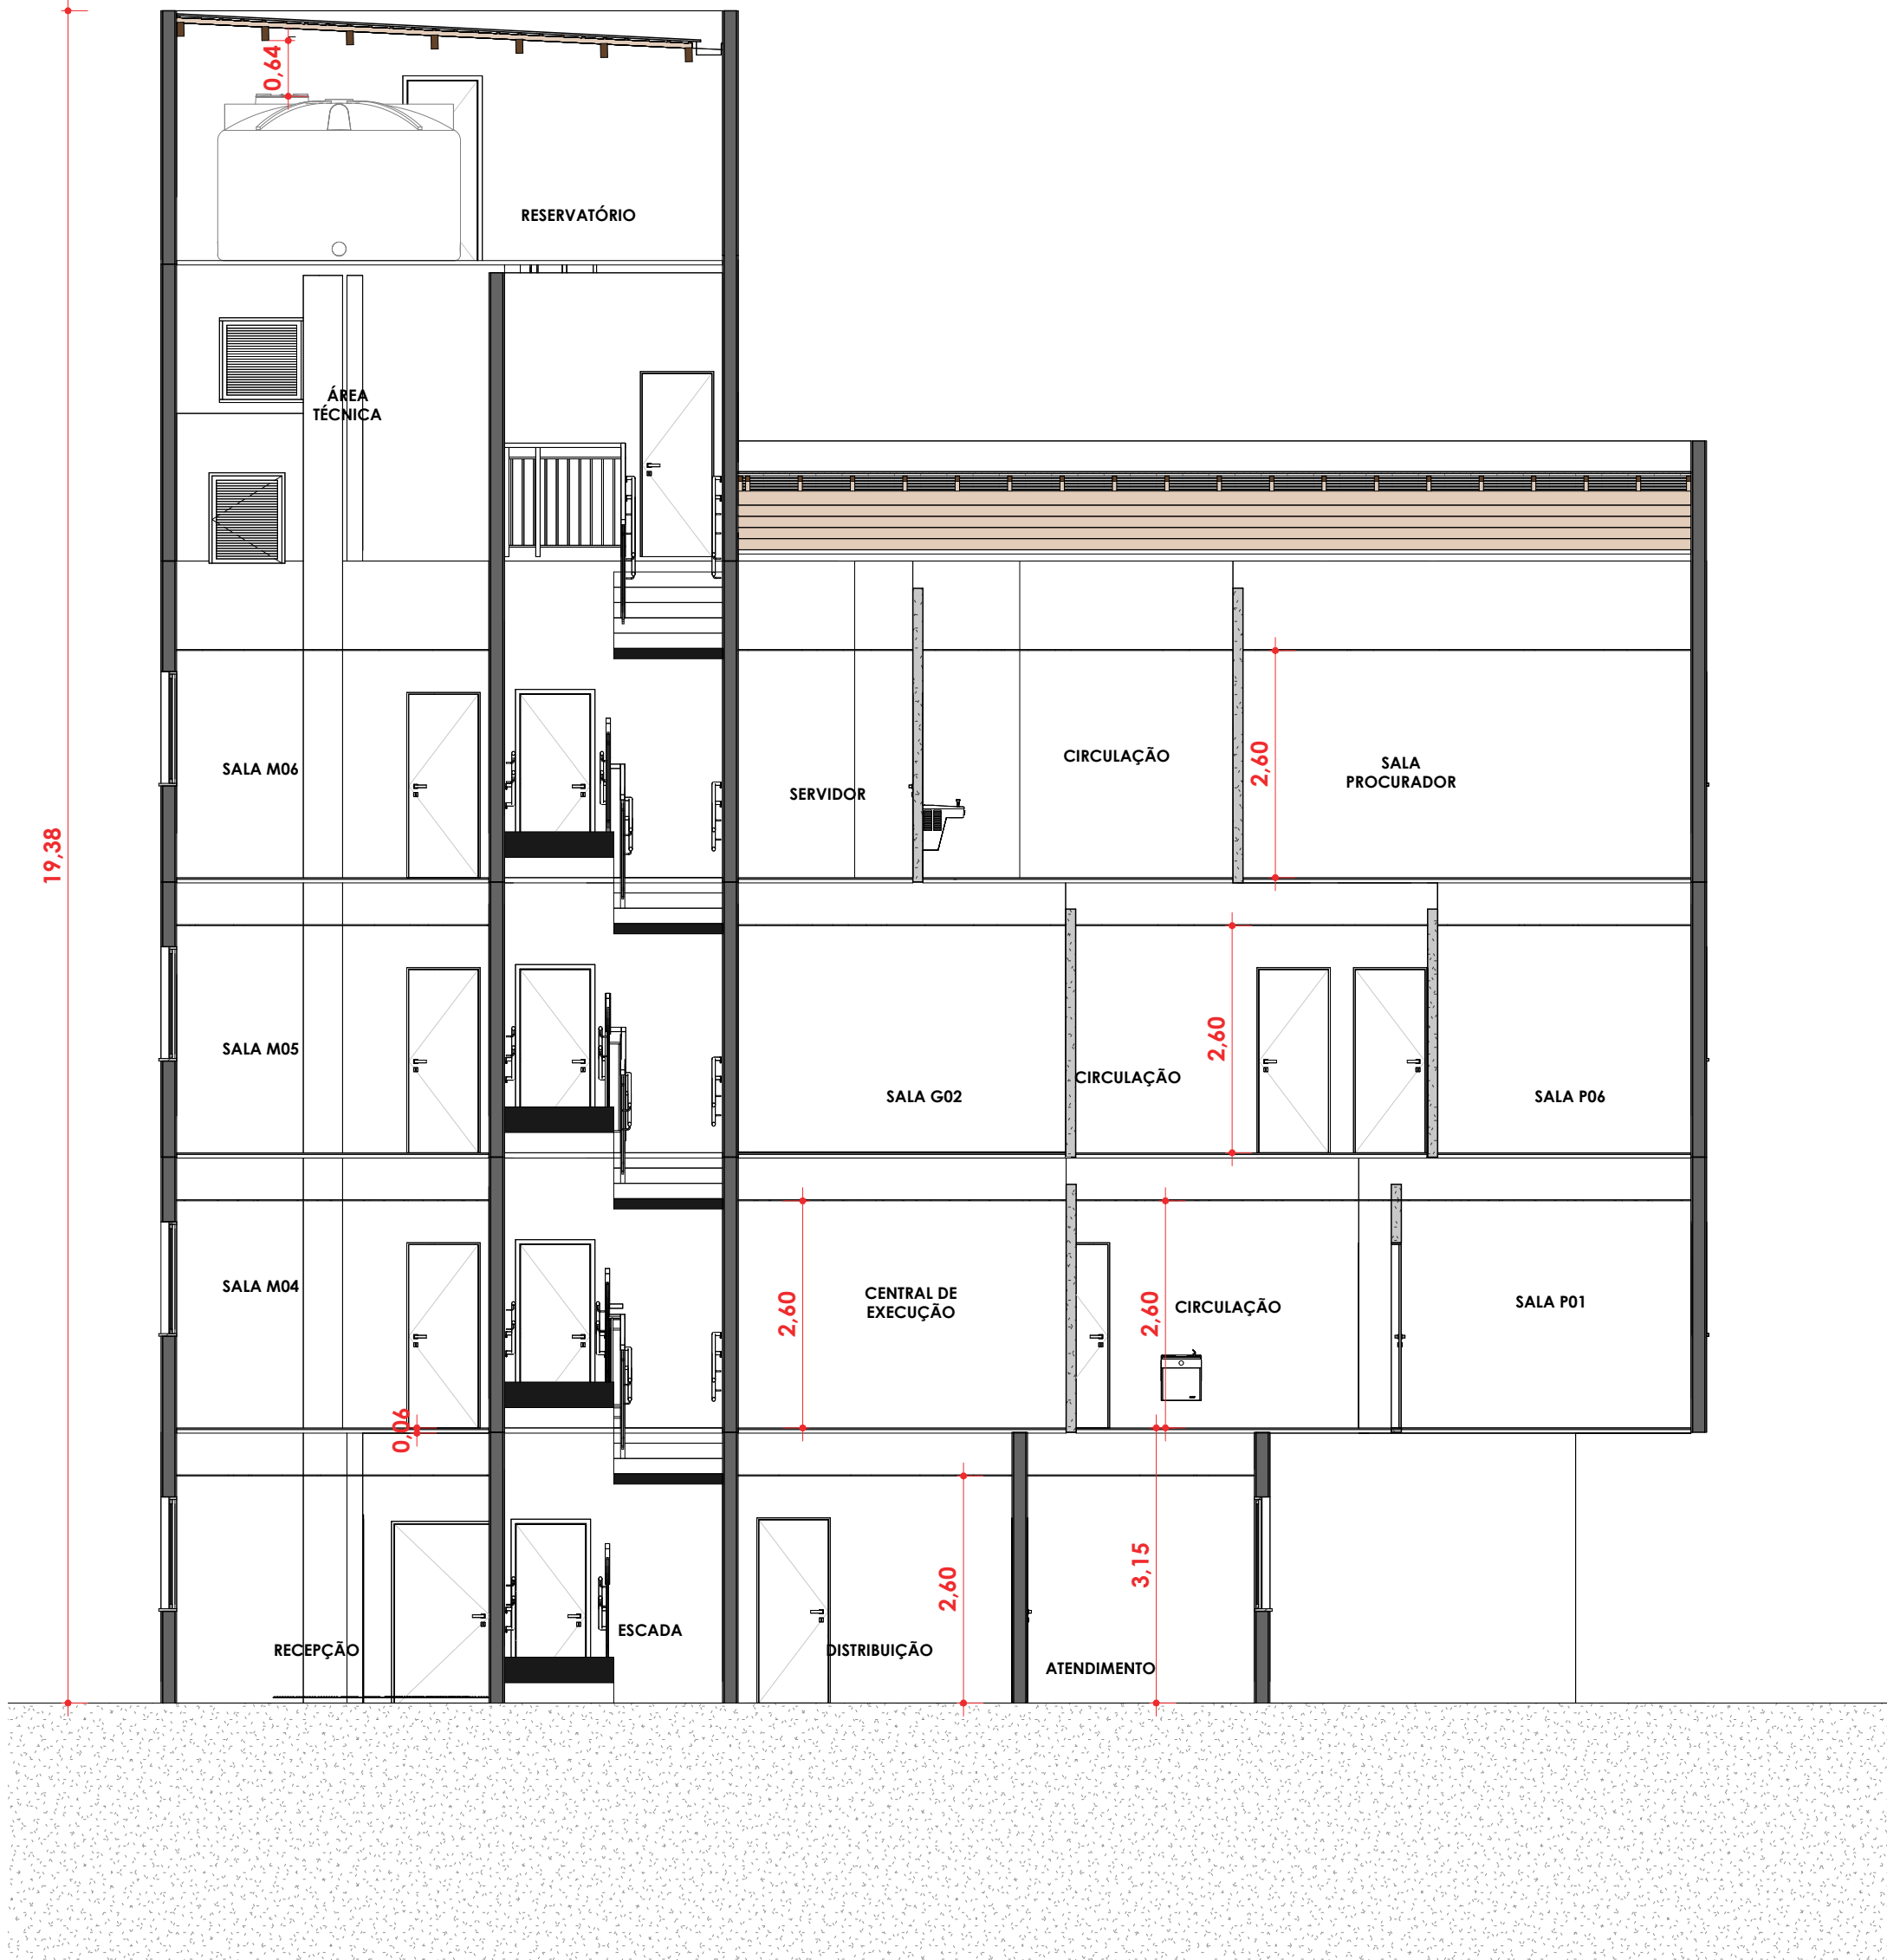 0,64
RESERVATÓRIO
ÁREA
TÉCNICA
19,38
SALA M06
SERVIDOR
CIRCULAÇÃO
2,60
SALA
PROCURADOR
SALA M05
SALA G02
CIRCULAÇÃO
2,60
SALA P06
SALA M04
2,60
CENTRAL DE
EXECUÇÃO
2,60
CIRCULAÇÃO
SALA P01
0,06
RECEPÇÃO
ESCADA
DISTRIBUIÇÃO
2,60
ATENDIMENTO
3,15